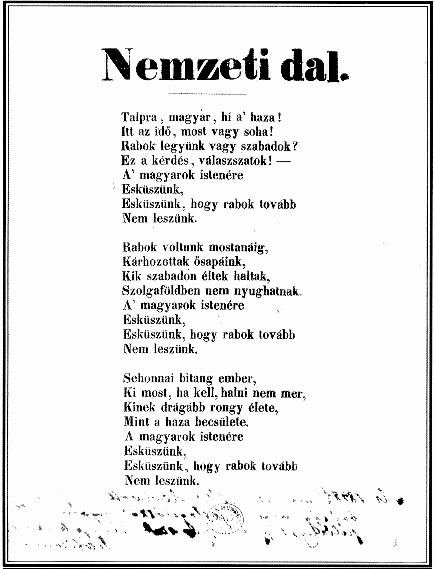 Nemzeti dal.
Talpra, magyar, hí a' haza!
Itt az idő, most vagy soha!
Rabok legyünk vagy szabadok?
Ez a kérdés, válaszszatok! —
A' magyarok istenére
Esküszünk,
Esküszünk, hogy rabok tovább
Nem leszünk.
Rabok voltunk mostanáig,
Kárhozottak ősapáink,
Kik szabadon éltek haltak,
Szolgaföldben nem nyughatnak.
A' magyarok istenére
Esküszünk,
Esküszünk, hogy rabok tovább
Nem leszünk.
Sehonnai bitang ember,
Ki most, ha kell, halni nem mer,
Kinek drágább rongy élete,
Mint a haza becsülete.
A magyarok istenére
Esküszünk,
Esküszünk, hogy rabok tovább
Nem leszünk.